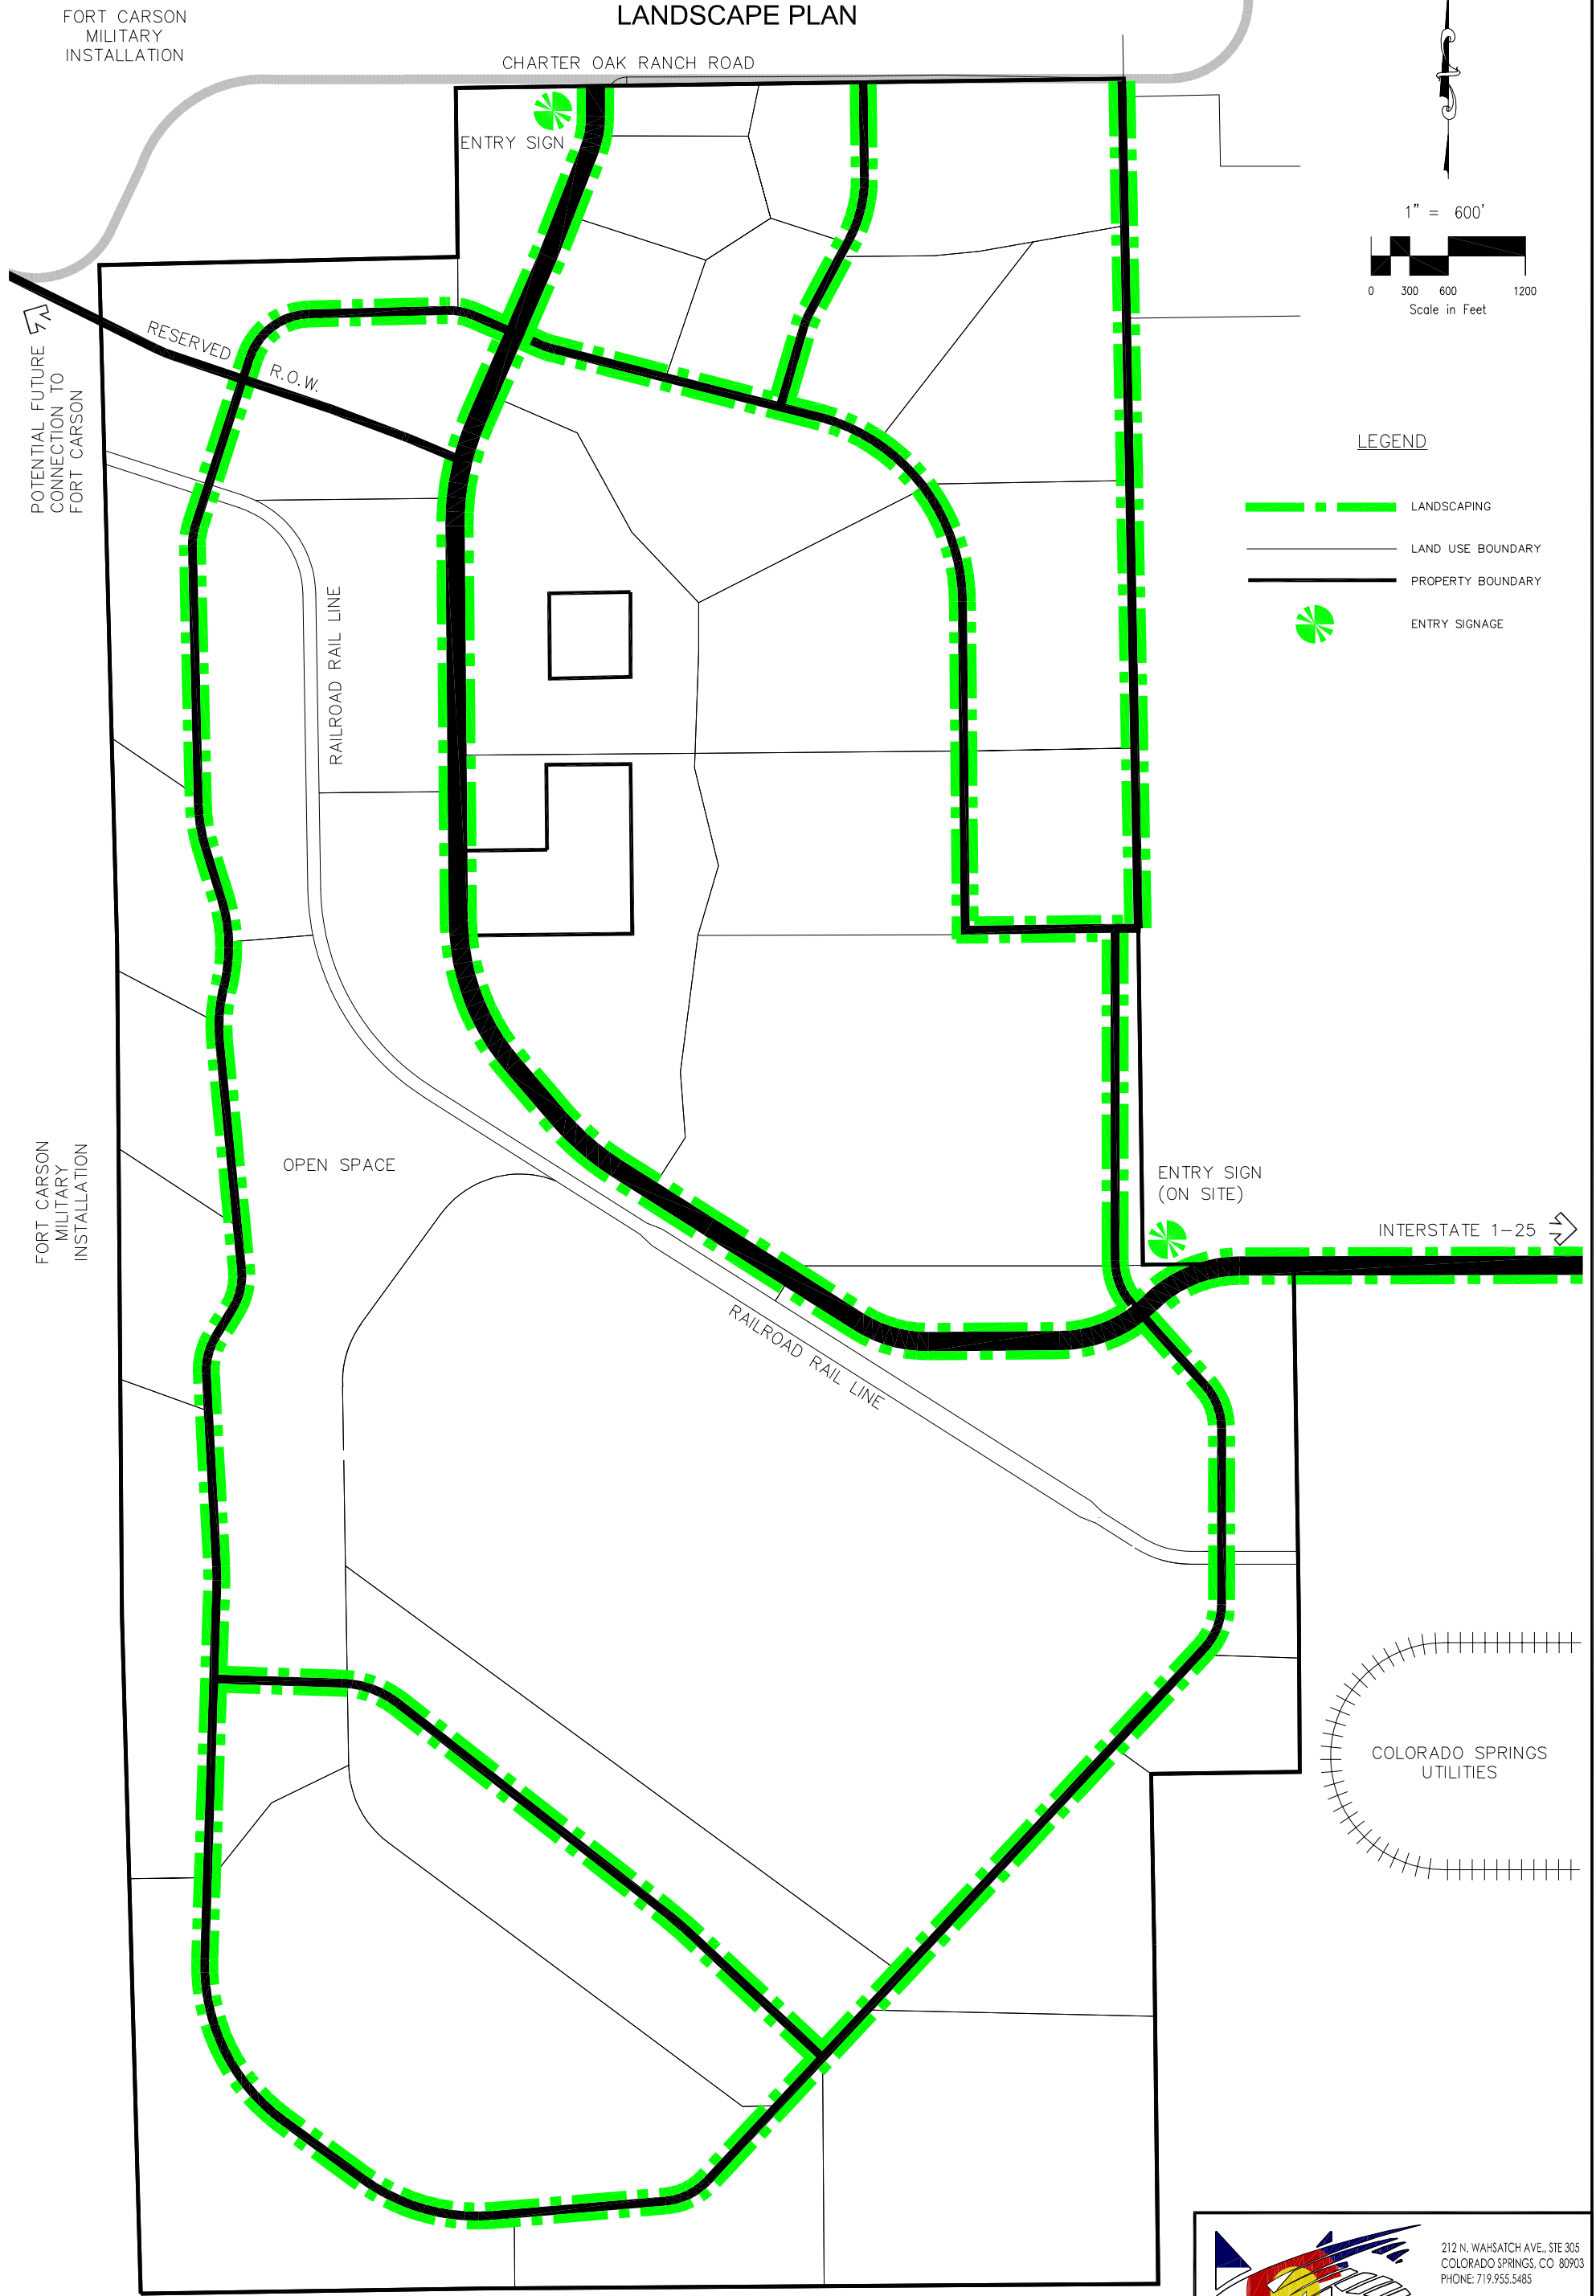 LANDSCAPE PLAN
FORT CARSON
MILITARY
INSTALLATION
CHARTER OAK RANCH ROAD
ENTRY SIGN
1" = 600'
0 300 600 1200
Scale in Feet
RESERVED
R.O.W.
POTENTIAL FUTURE
CONNECTION TO
FORT CARSON
LEGEND
LANDSCAPING
LAND USE BOUNDARY
PROPERTY BOUNDARY
ENTRY SIGNAGE
RAILROAD RAIL LINE
FORT CARSON
MILITARY
INSTALLATION
OPEN SPACE
ENTRY SIGN
(ON SITE)
INTERSTATE 1-25
RAILROAD RAIL LINE
COLORADO SPRINGS
UTILITIES
212 N. WAHSATCH AVE., STE 305
COLORADO SPRINGS, CO 80903
PHONE: 719.955.5485